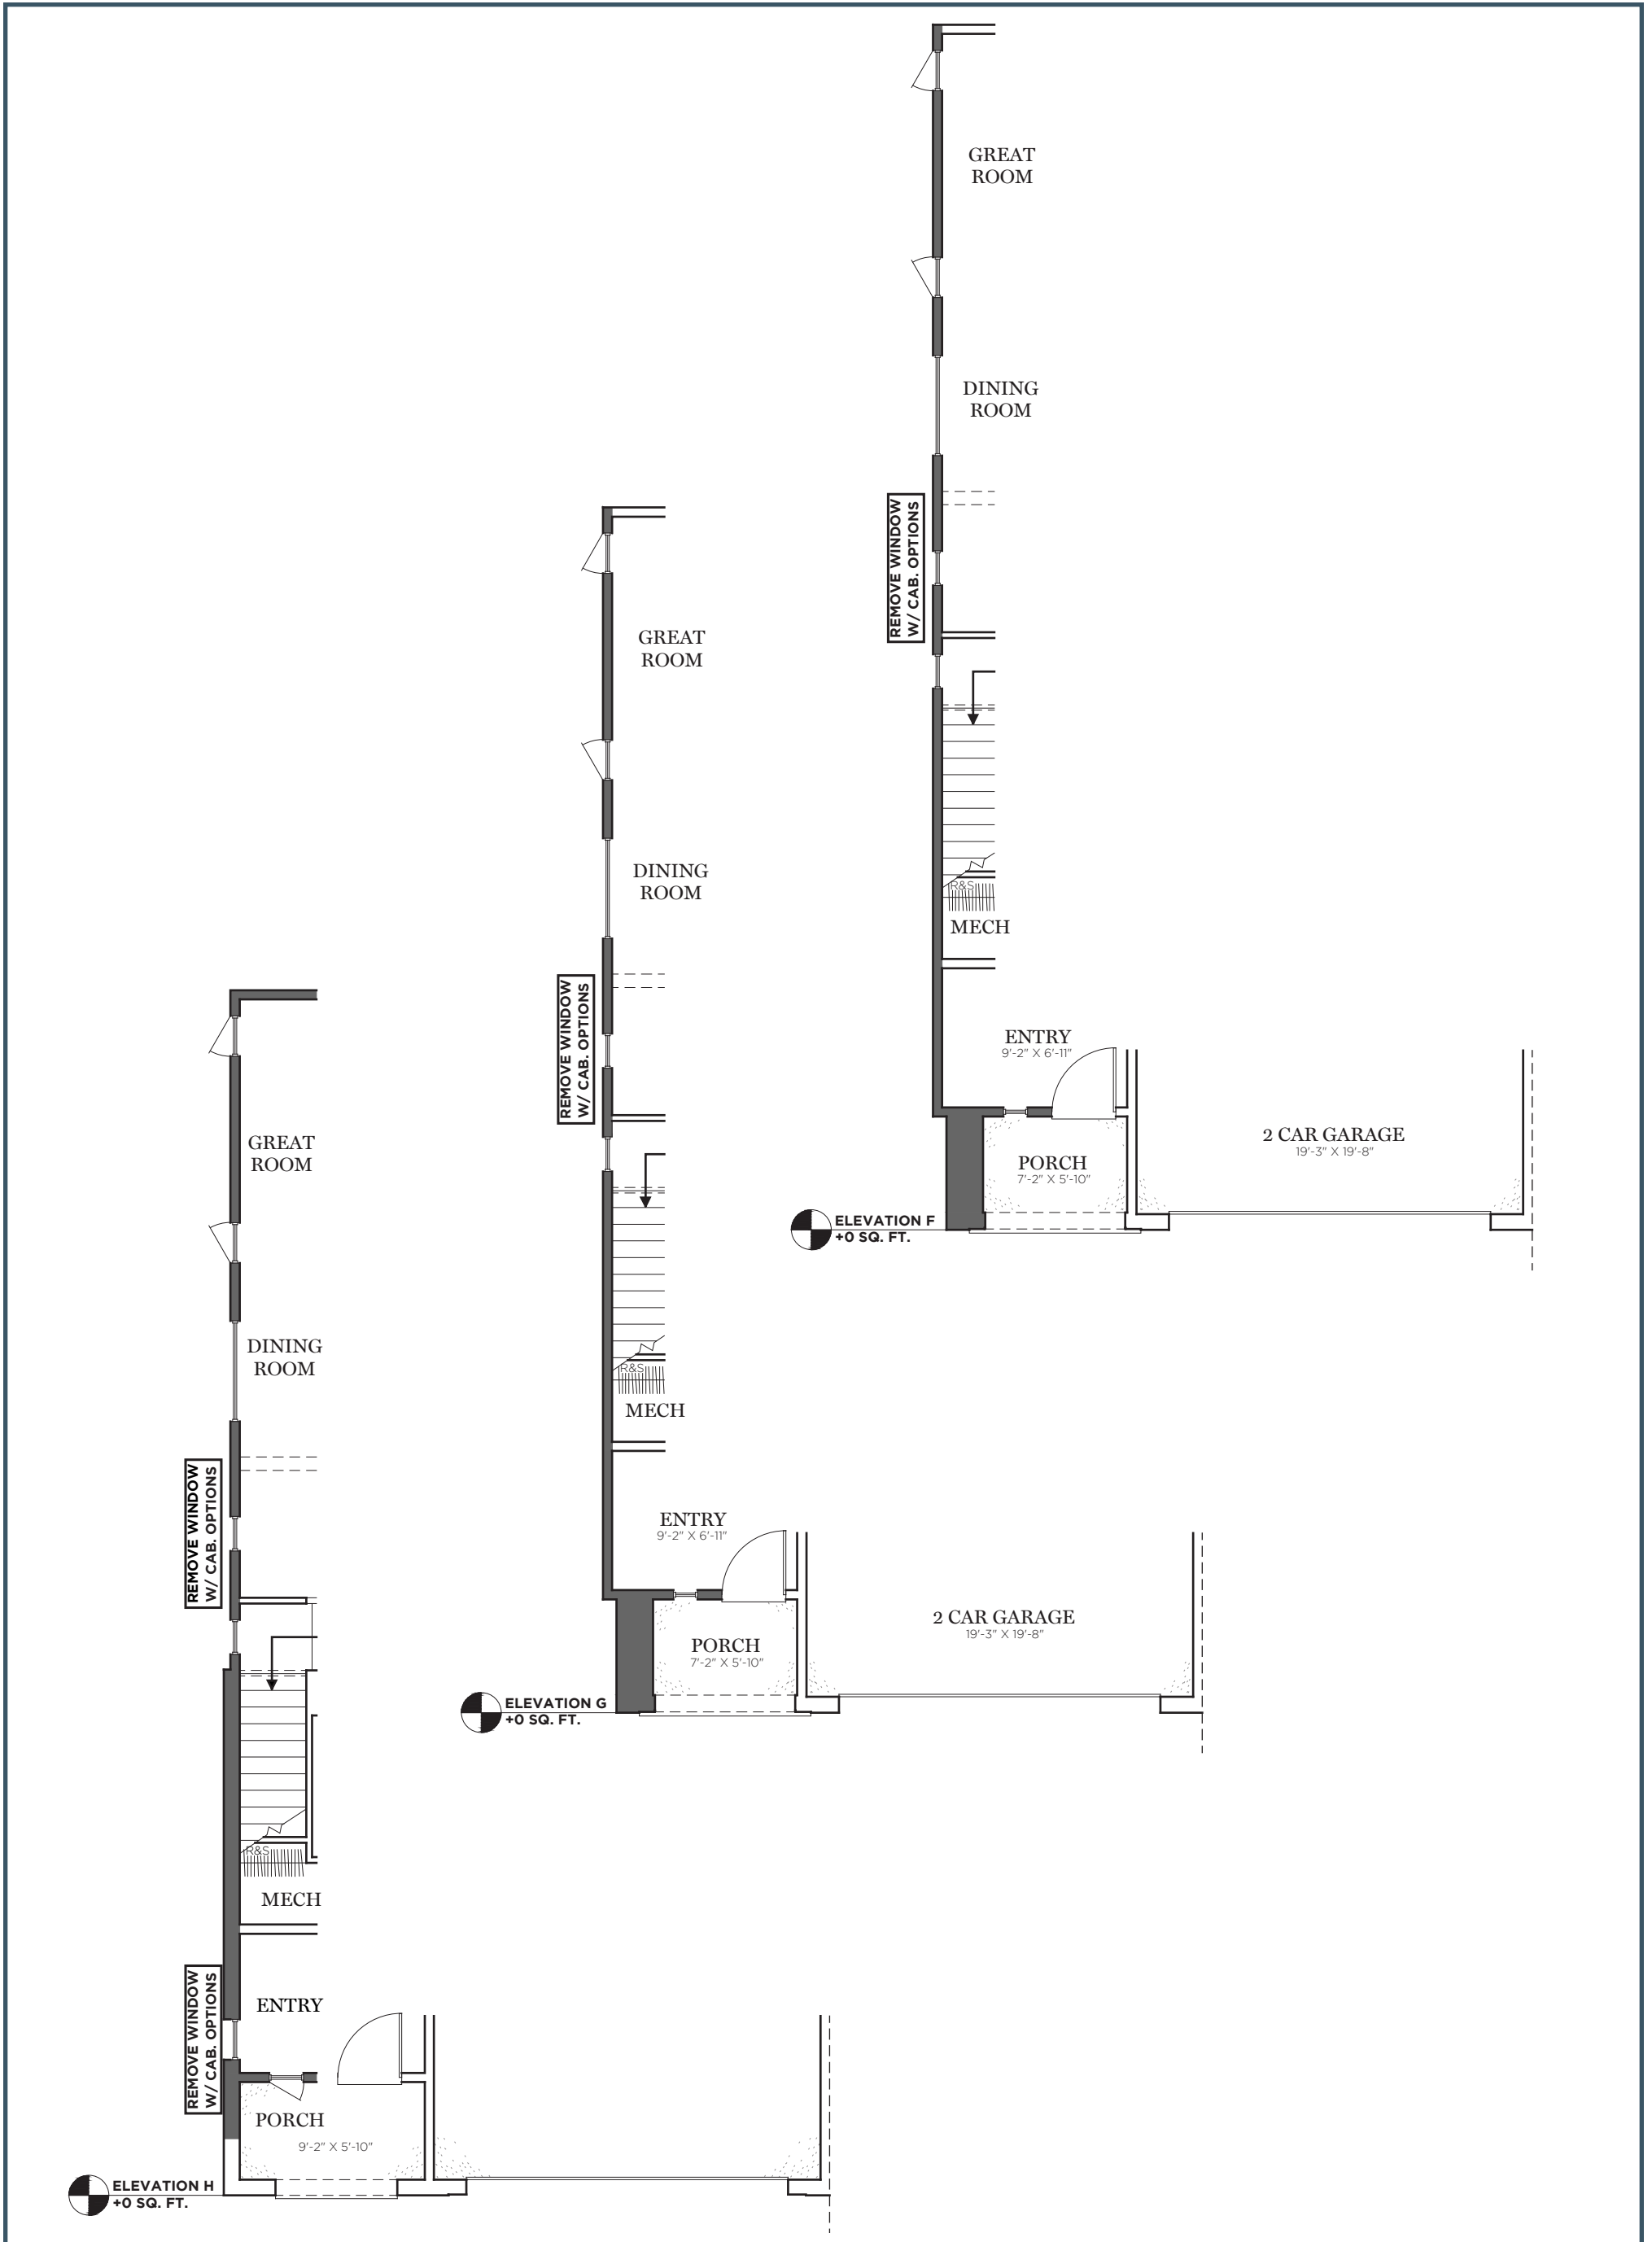 GREAT
ROOM
DINING
ROOM
REMOVE WINDOW
W/ CAB. OPTIONS
R&S
MECH
ENTRY
9'-2" X 6'-11"
PORCH
7'-2" X 5'-10"
2 CAR GARAGE
19'-3" X 19'-8"
ELEVATION F
+0 SQ. FT.
GREAT
ROOM
DINING
ROOM
REMOVE WINDOW
W/ CAB. OPTIONS
R&S
MECH
ENTRY
9'-2" X 6'-11"
PORCH
7'-2" X 5'-10"
2 CAR GARAGE
19'-3" X 19'-8"
ELEVATION G
+0 SQ. FT.
GREAT
ROOM
DINING
ROOM
REMOVE WINDOW
W/ CAB. OPTIONS
R&S
MECH
REMOVE WINDOW
W/ CAB. OPTIONS
ENTRY
PORCH
9'-2" X 5'-10"
ELEVATION H
+0 SQ. FT.